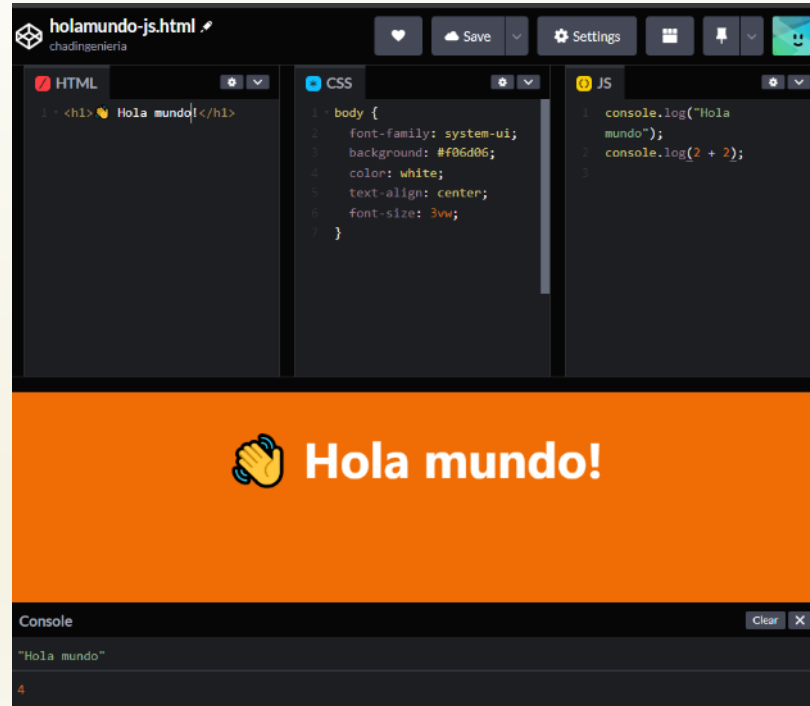 holamundo-js.html
chadingenieria
Save
Settings
HTML
1 <h1>👋 Hola mundo!</h1>
CSS
1 body {
2 font-family: system-ui;
3 background: #f06d06;
4 color: white;
5 text-align: center;
6 font-size: 3vw;
7 }
JS
1 console.log("Hola
mundo");
2 console.log(2 + 2);
3
👋 Hola mundo!
Console
Clear X
"Hola mundo"
4